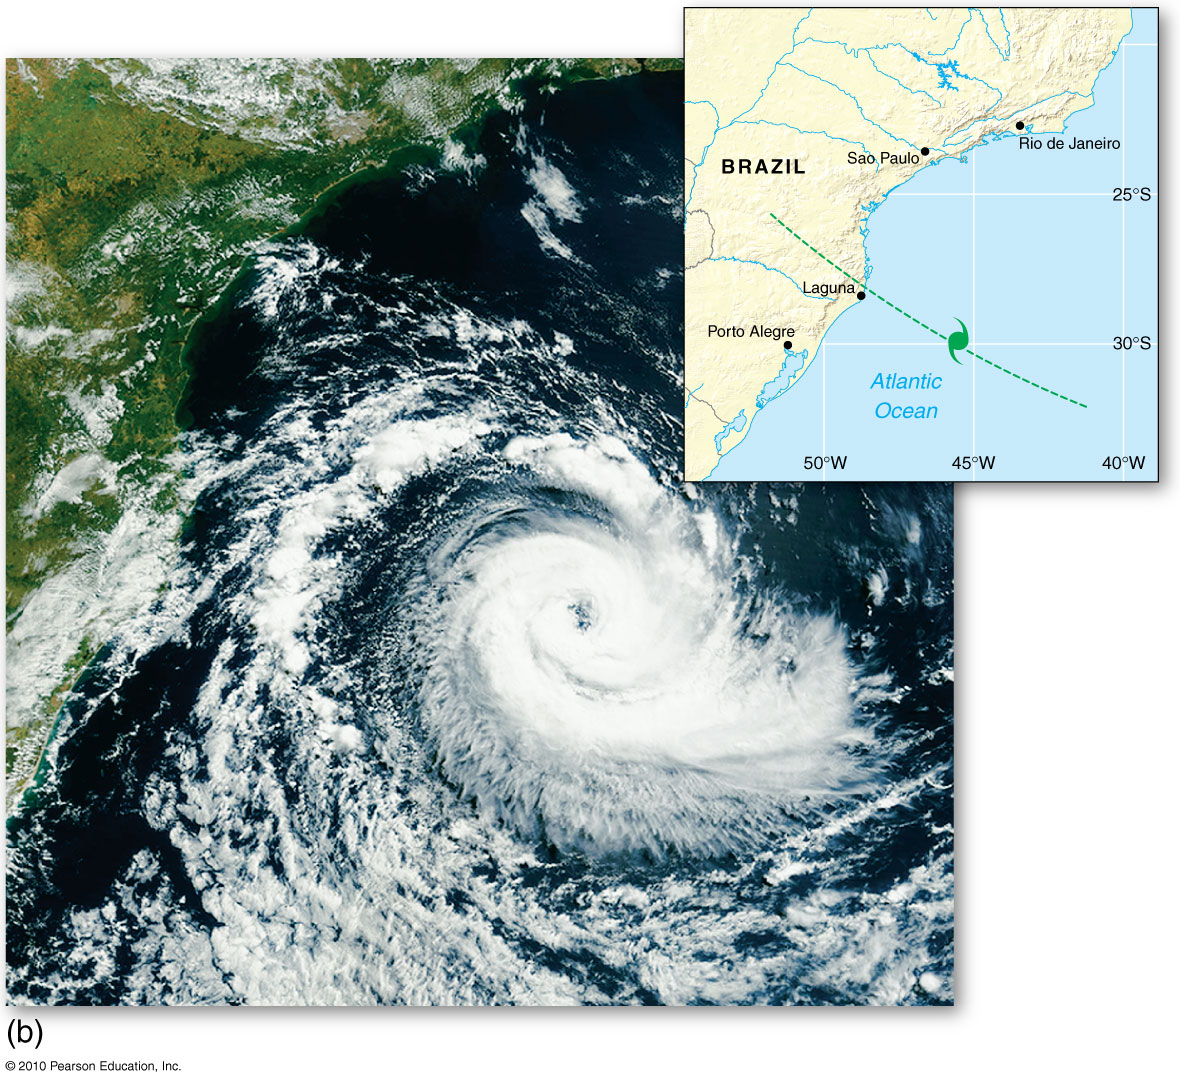 Rio de Janeiro
Sao Paulo
BRAZIL
25°S
Laguna
Porto Alegre
30°S
Atlantic
Ocean
50°W
45°W
40°W
(b)
© 2010 Pearson Education, Inc.